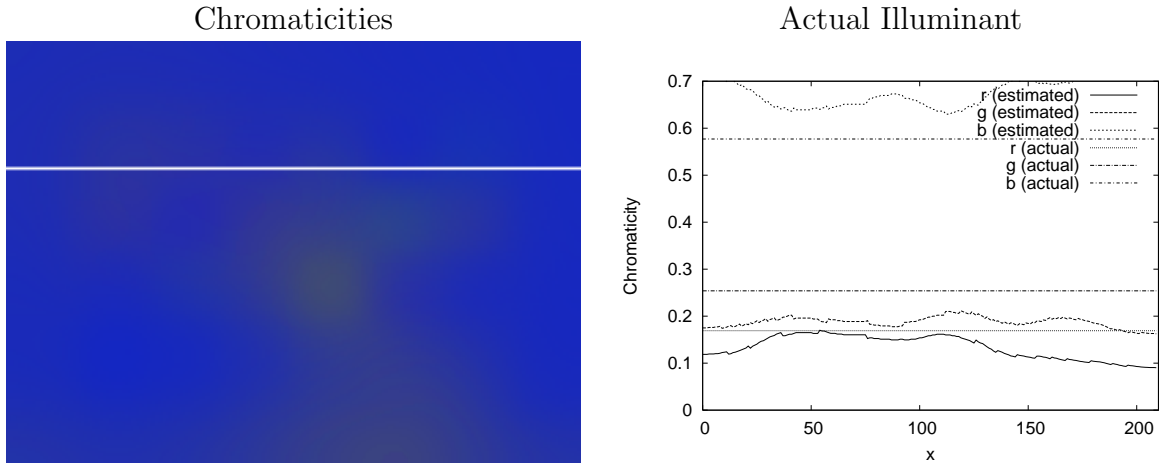 Chromaticities
Actual Illuminant
0.7
0.6
0.5
0.4
0.3
0.2
0.1
0
Chromaticity
r (estimated)
g (estimated)
b (estimated)
r (actual)
g (actual)
b (actual)
0 50 100 150 200
x